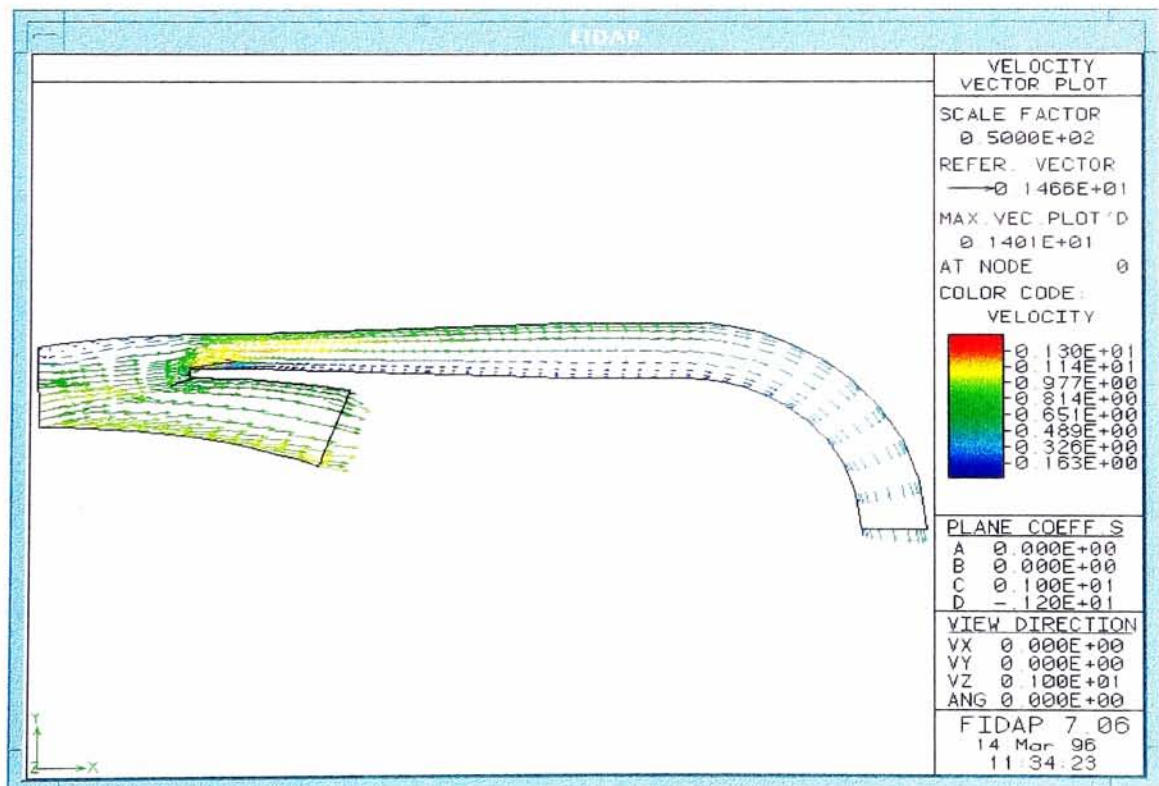 FIDAP
VELOCITY
VECTOR PLOT
SCALE FACTOR
0.5000E+02
REFER. VECTOR
0.1466E+01
MAX.VEC.PLOT'D
0.1401E+01
AT NODE 0
COLOR CODE:
VELOCITY
0.130E+01
0.114E+01
0.977E+00
0.814E+00
0.651E+00
0.489E+00
0.326E+00
0.163E+00
PLANE COEFF.S
A 0.000E+00
B 0.000E+00
C 0.100E+01
D -.120E+01
VIEW DIRECTION
VX 0.000E+00
VY 0.000E+00
VZ 0.100E+01
ANG 0.000E+00
FIDAP 7.06
14 Mar 96
11:34:23
Y
Z X